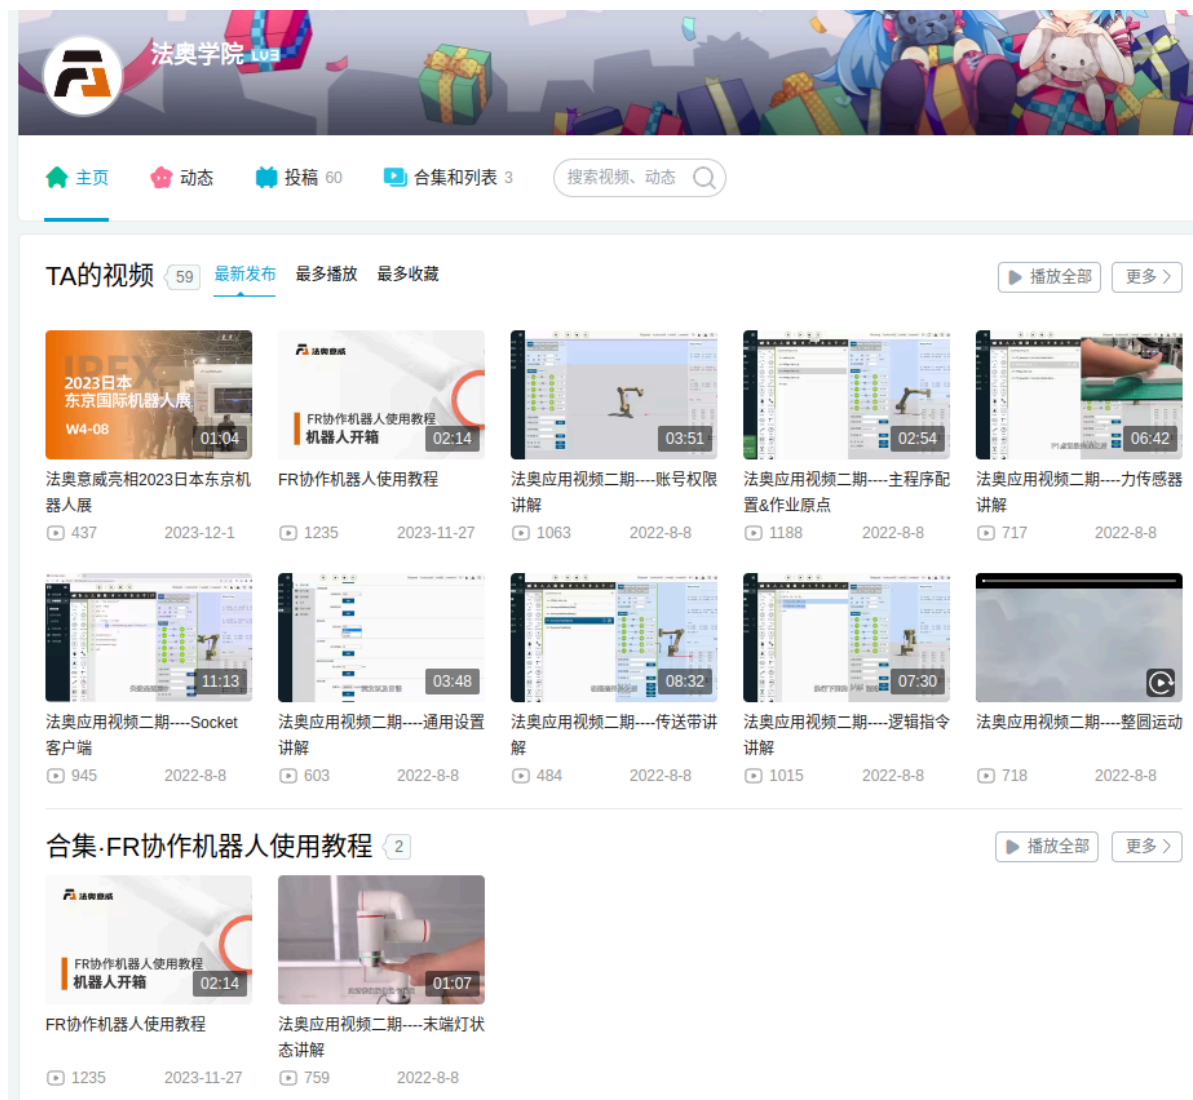 法奥学院 LV3
主页 动态 投稿 60 合集和列表 3 搜索视频、动态
TA的视频 59 最新发布 最多播放 最多收藏 播放全部 更多
2023日本
东京国际机器人展
W4-08
01:04
法奥意威
FR协作机器人使用教程
机器人开箱
02:14
03:51
02:54
06:42
法奥意威亮相2023日本东京机
器人展
437 2023-12-1
FR协作机器人使用教程
1235 2023-11-27
法奥应用视频二期----账号权限
讲解
1063 2022-8-8
法奥应用视频二期----主程序配
置&作业原点
1188 2022-8-8
法奥应用视频二期----力传感器
讲解
717 2022-8-8
11:13
03:48
08:32
07:30
法奥应用视频二期----Socket
客户端
945 2022-8-8
法奥应用视频二期----通用设置
讲解
603 2022-8-8
法奥应用视频二期----传送带讲
解
484 2022-8-8
法奥应用视频二期----逻辑指令
讲解
1015 2022-8-8
法奥应用视频二期----整圆运动
718 2022-8-8
合集·FR协作机器人使用教程 2 播放全部 更多
法奥意威
FR协作机器人使用教程
机器人开箱
02:14
01:07
FR协作机器人使用教程
1235 2023-11-27
法奥应用视频二期----末端灯状
态讲解
759 2022-8-8